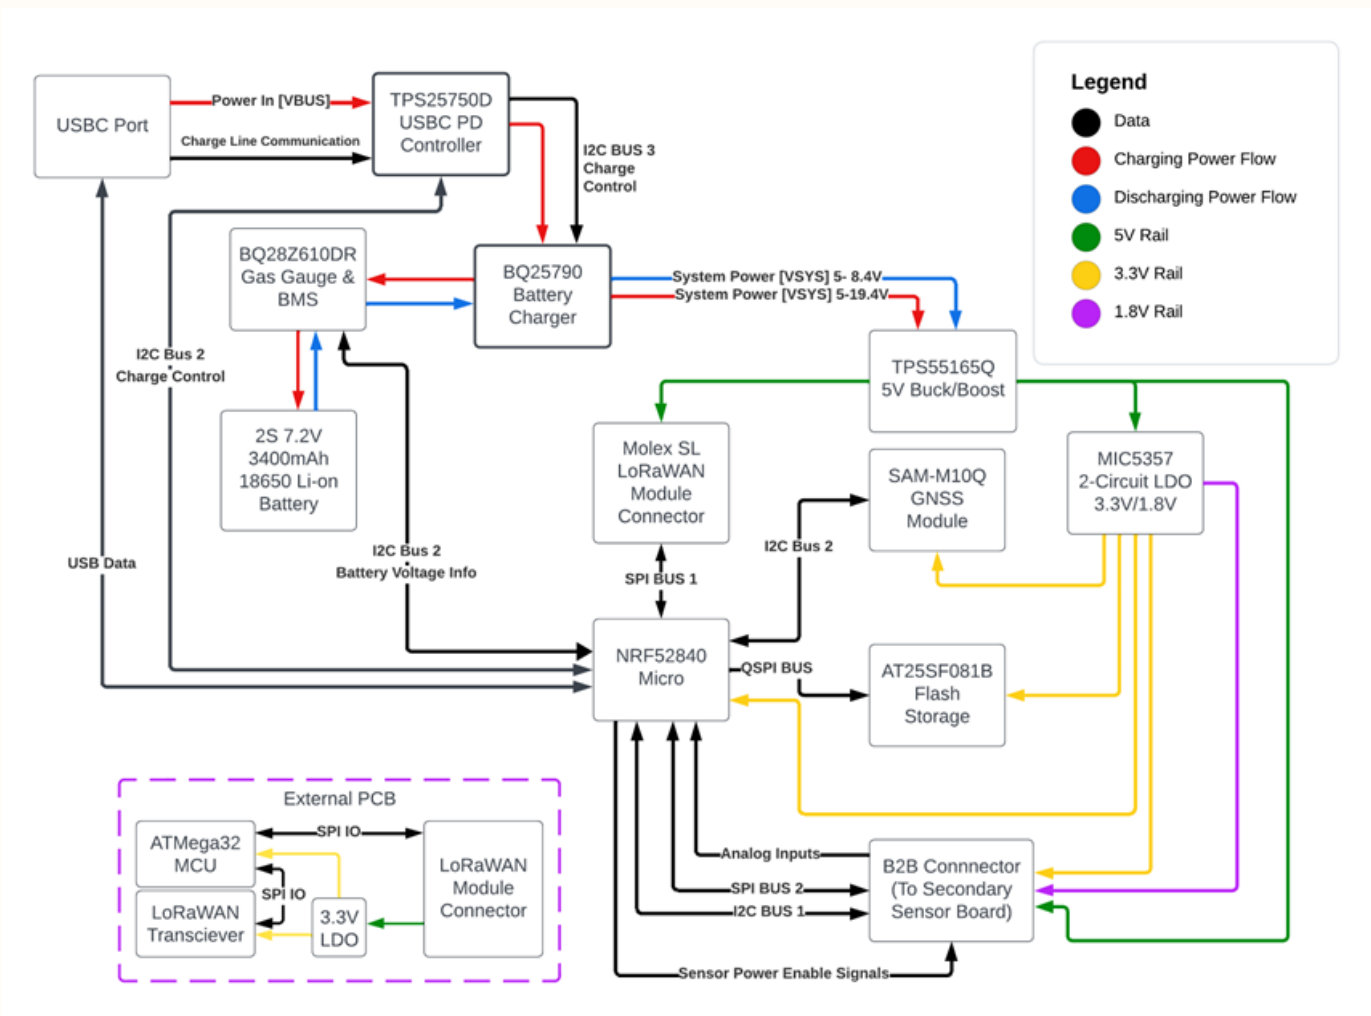 Legend
Data
Charging Power Flow
Discharging Power Flow
5V Rail
3.3V Rail
1.8V Rail
USBC Port
Power In [VBUS]
Charge Line Communication
TPS25750D
USBC PD
Controller
I2C BUS 3
Charge
Control
BQ28Z610DR
Gas Gauge &
BMS
BQ25790
Battery
Charger
System Power [VSYS] 5- 8.4V
System Power [VSYS] 5-19.4V
TPS55165Q
5V Buck/Boost
I2C Bus 2
Charge Control
2S 7.2V
3400mAh
18650 Li-on
Battery
Molex SL
LoRaWAN
Module
Connector
SAM-M10Q
GNSS
Module
MIC5357
2-Circuit LDO
3.3V/1.8V
USB Data
I2C Bus 2
Battery Voltage Info
SPI BUS 1
I2C Bus 2
NRF52840
Micro
QSPI BUS
AT25SF081B
Flash
Storage
External PCB
ATMega32
MCU
SPI IO
SPI IO
LoRaWAN
Transciever
3.3V
LDO
LoRaWAN
Module
Connector
Analog Inputs
SPI BUS 2
I2C BUS 1
B2B Connnector
(To Secondary
Sensor Board)
Sensor Power Enable Signals